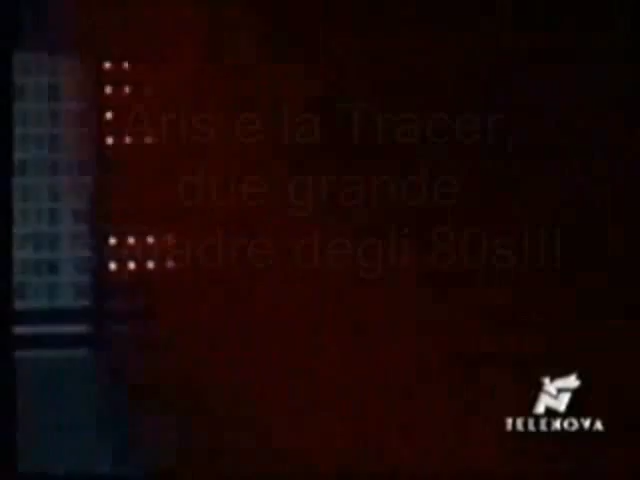 Aris e la Tracer,
due grande
squadre degli 80s!!!
TELENOVA